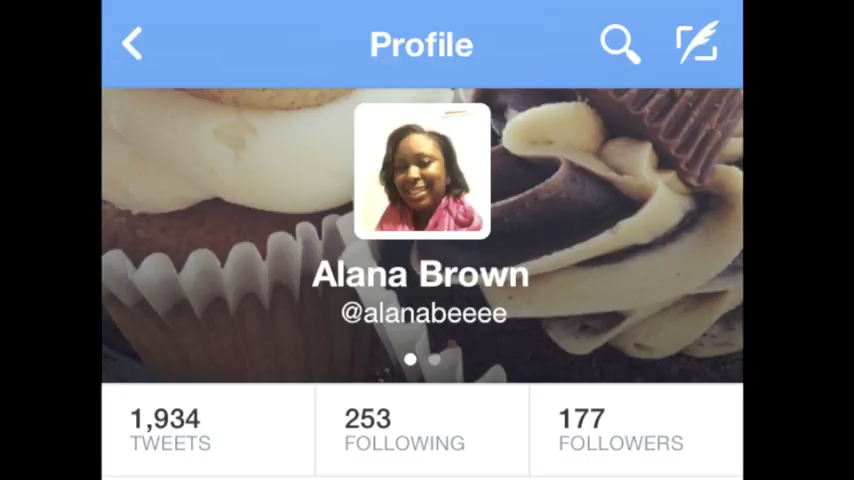 Profile
Alana Brown
@alanabeeee
1,934 253 177
TWEETS FOLLOWING FOLLOWERS